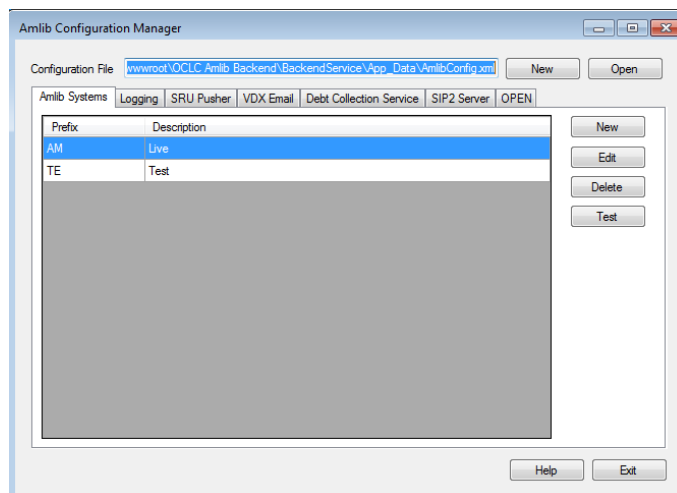 Amlib Configuration Manager
Configuration File wwwroot\OCLC Amlib Backend\BackendService\App_Data\AmlibConfig.xml New Open
Amlib Systems Logging SRU Pusher VDX Email Debt Collection Service SIP2 Server OPEN
Prefix Description New
AM Live Edit
TE Test Delete
Test
Help Exit